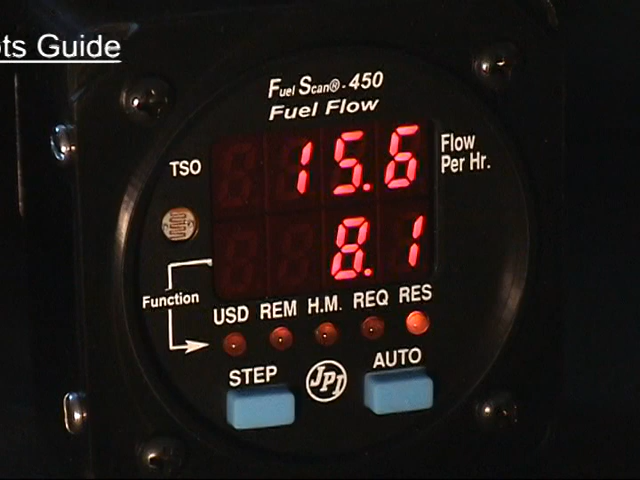 ts Guide
Fuel Scan®-450
Fuel Flow
TSO
15.6
Flow
Per Hr.
8.1
Function
USD REM H.M. REQ RES
STEP
JPI
AUTO